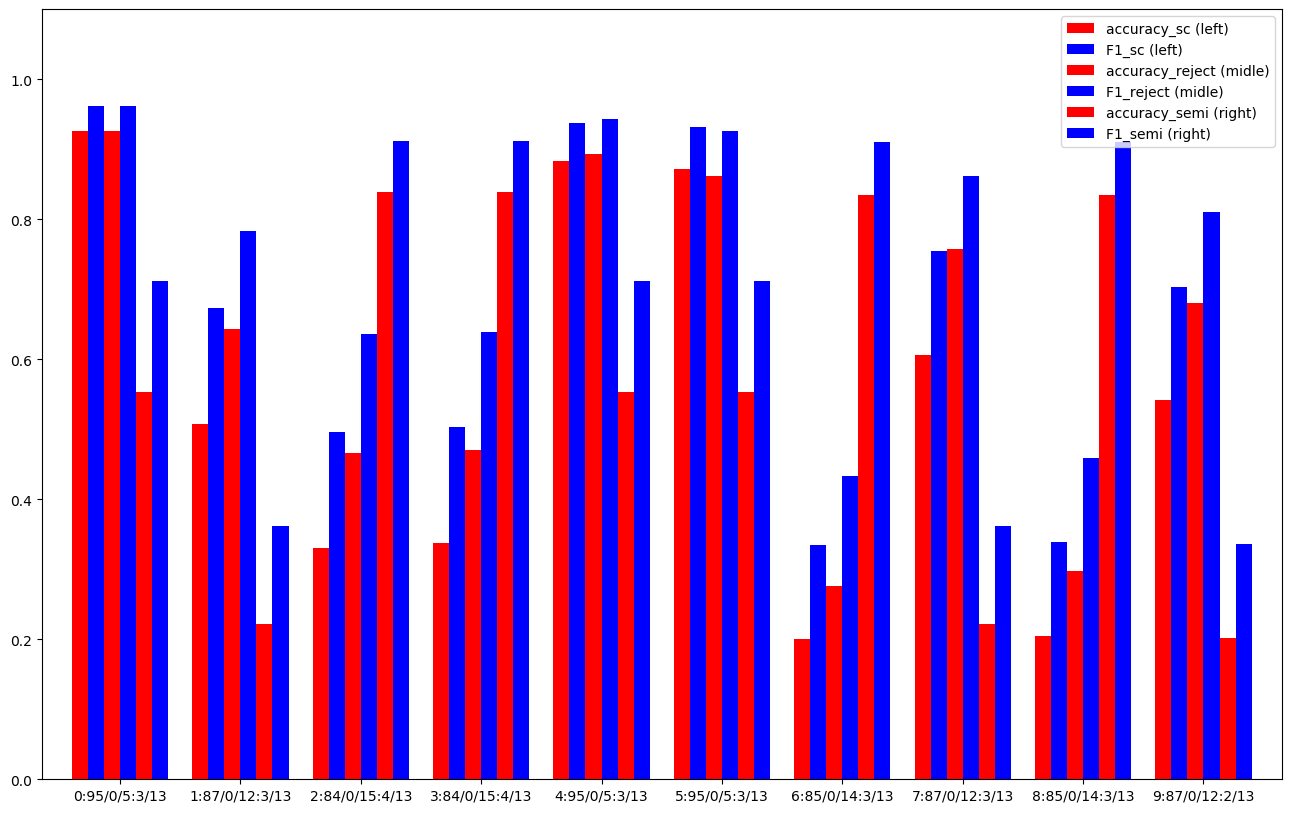 accuracy_sc (left)
F1_sc (left)
accuracy_reject (midle)
F1_reject (midle)
accuracy_semi (right)
F1_semi (right)
1.0
0.8
0.6
0.4
0.2
0.0
0:95/0/5:3/13 1:87/0/12:3/13 2:84/0/15:4/13 3:84/0/15:4/13 4:95/0/5:3/13 5:95/0/5:3/13 6:85/0/14:3/13 7:87/0/12:3/13 8:85/0/14:3/13 9:87/0/12:2/13